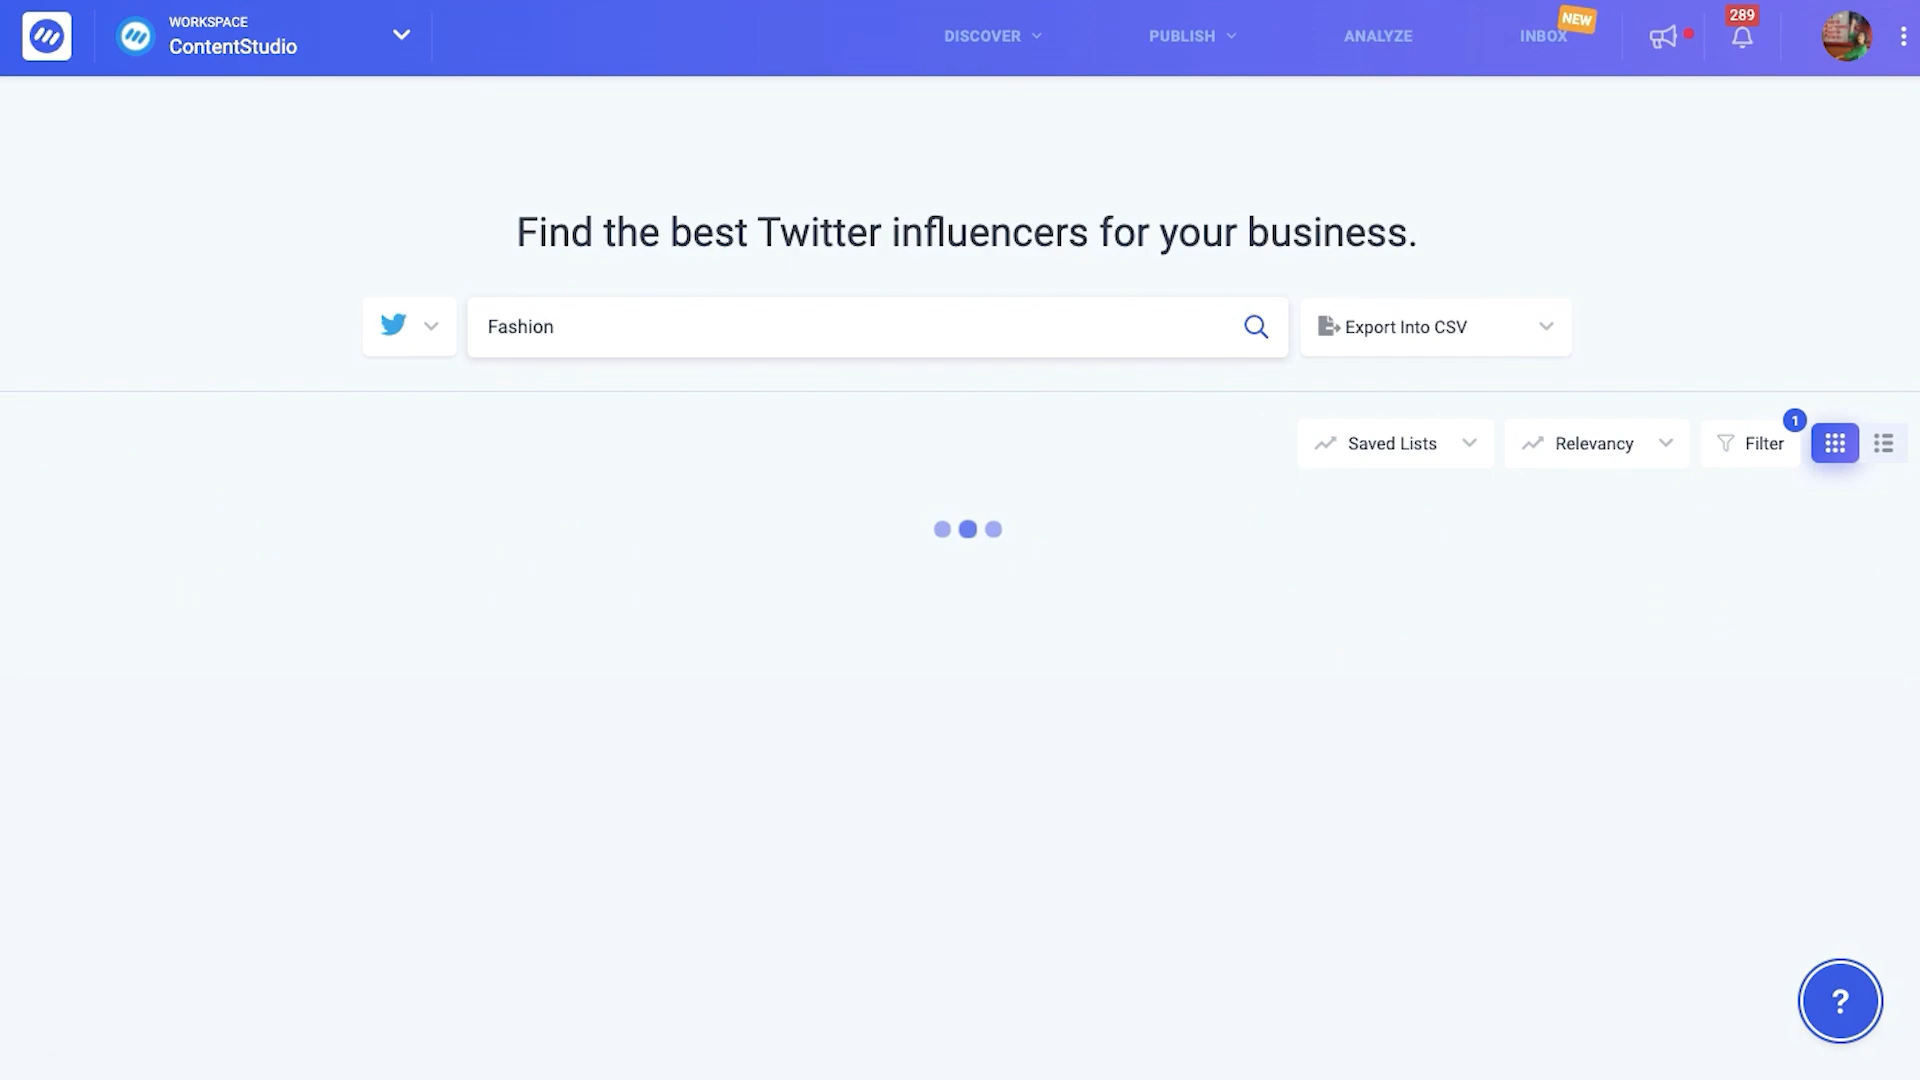 WORKSPACE
ContentStudio
DISCOVER
PUBLISH
ANALYZE
INBOX
NEW
289
Find the best Twitter influencers for your business.
Fashion
Export Into CSV
Saved Lists
Relevancy
Filter
1
?